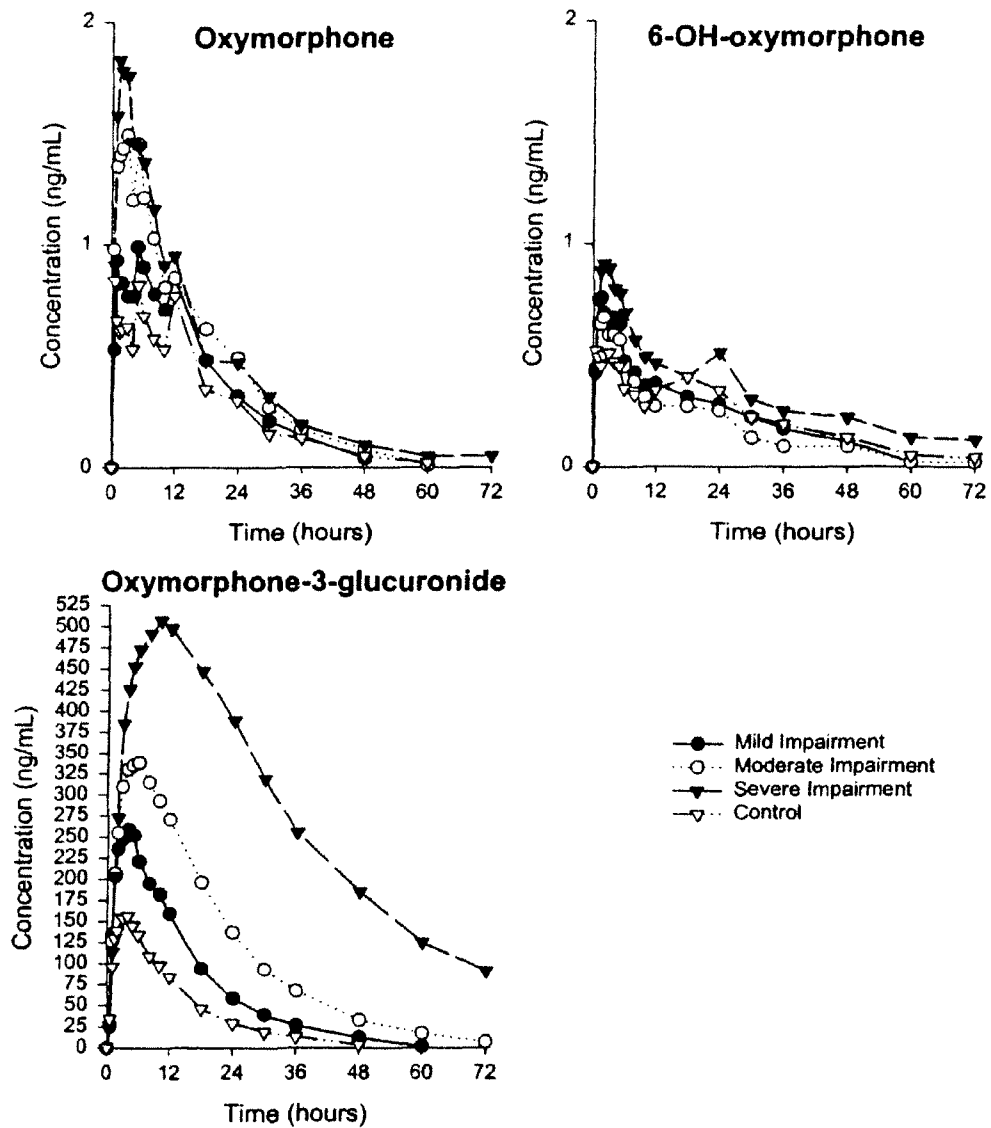 Oxymorphone
2
1
0
Concentration (ng/mL)
0 12 24 36 48 60 72
Time (hours)
6-OH-oxymorphone
2
1
0
Concentration (ng/mL)
0 12 24 36 48 60 72
Time (hours)
Oxymorphone-3-glucuronide
525
500
475
450
425
400
375
350
325
300
275
250
225
200
175
150
125
100
75
50
25
0
Concentration (ng/mL)
0 12 24 36 48 60 72
Time (hours)
Mild Impairment
Moderate Impairment
Severe Impairment
Control